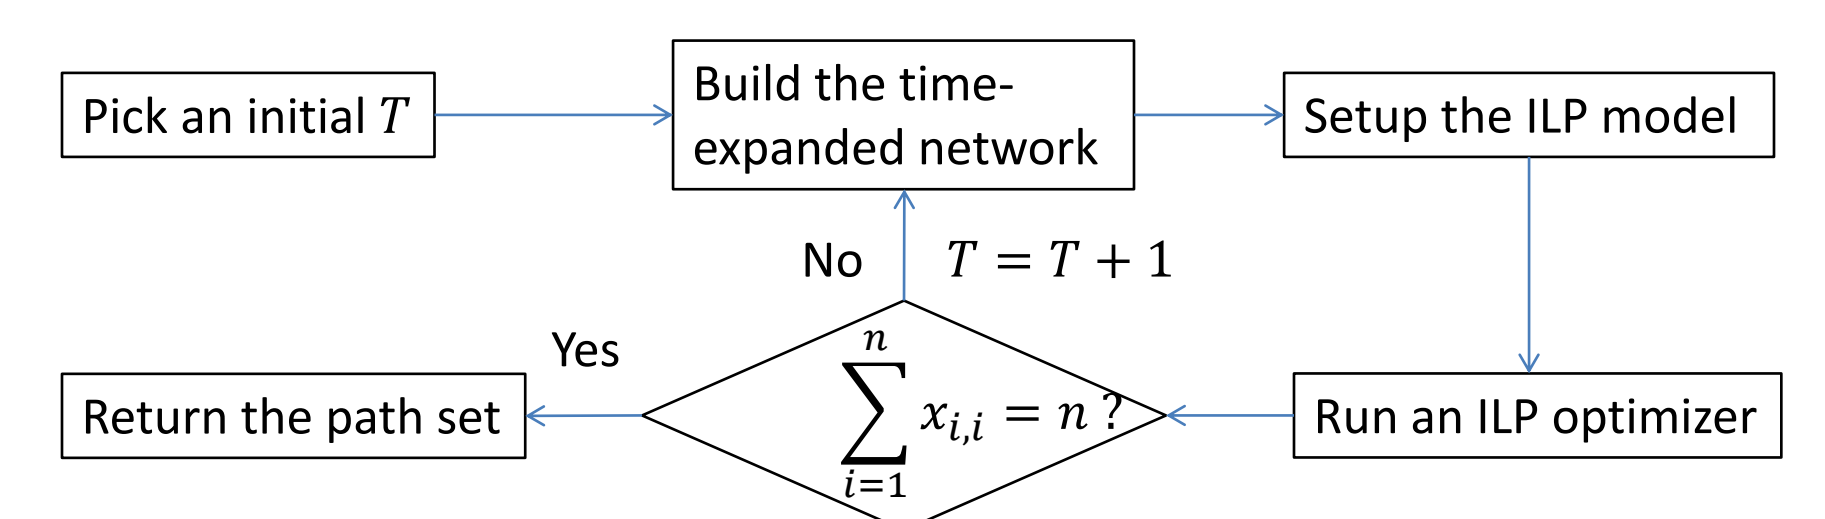 Pick an initial T
Build the time-
expanded network
Setup the ILP model
No
T = T + 1
Yes
Return the path set
n
∑ x_{i,i} = n ?
i=1
Run an ILP optimizer